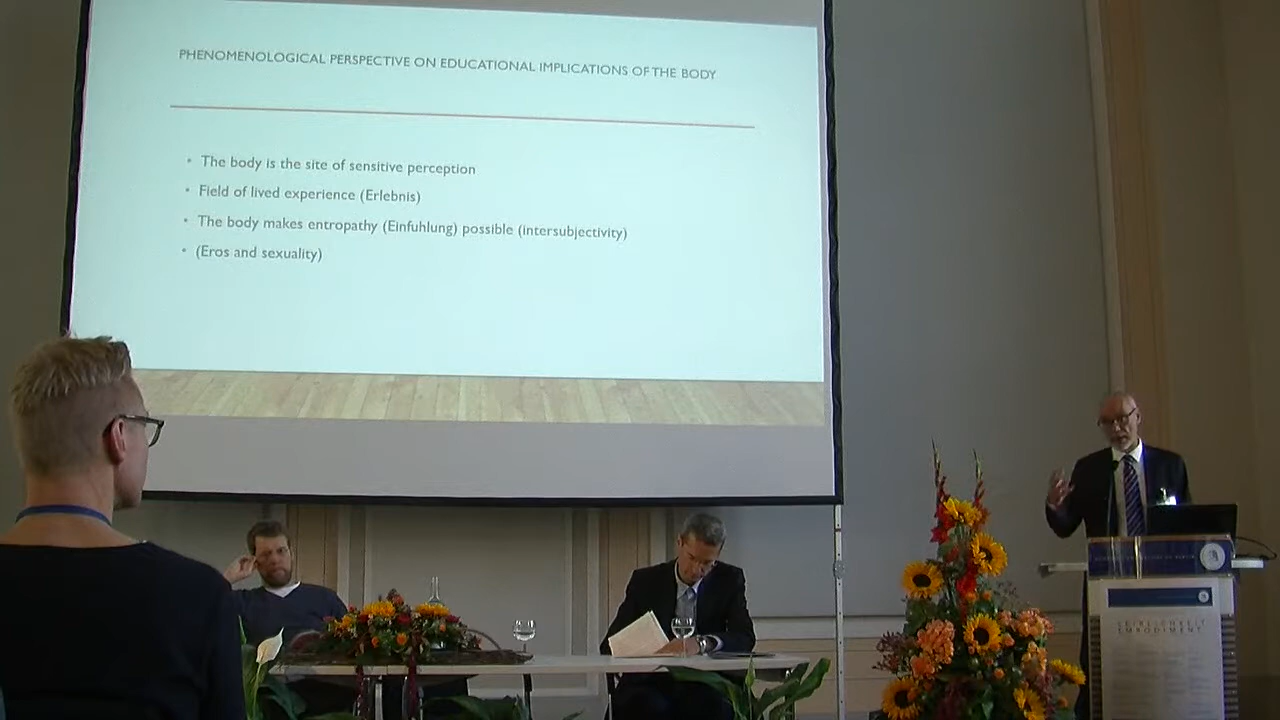 PHENOMENOLOGICAL PERSPECTIVE ON EDUCATIONAL IMPLICATIONS OF THE BODY
• The body is the site of sensitive perception
• Field of lived experience (Erlebnis)
• The body makes entropathy (Einfuhlung) possible (intersubjectivity)
• (Eros and sexuality)
EMBODIMENT